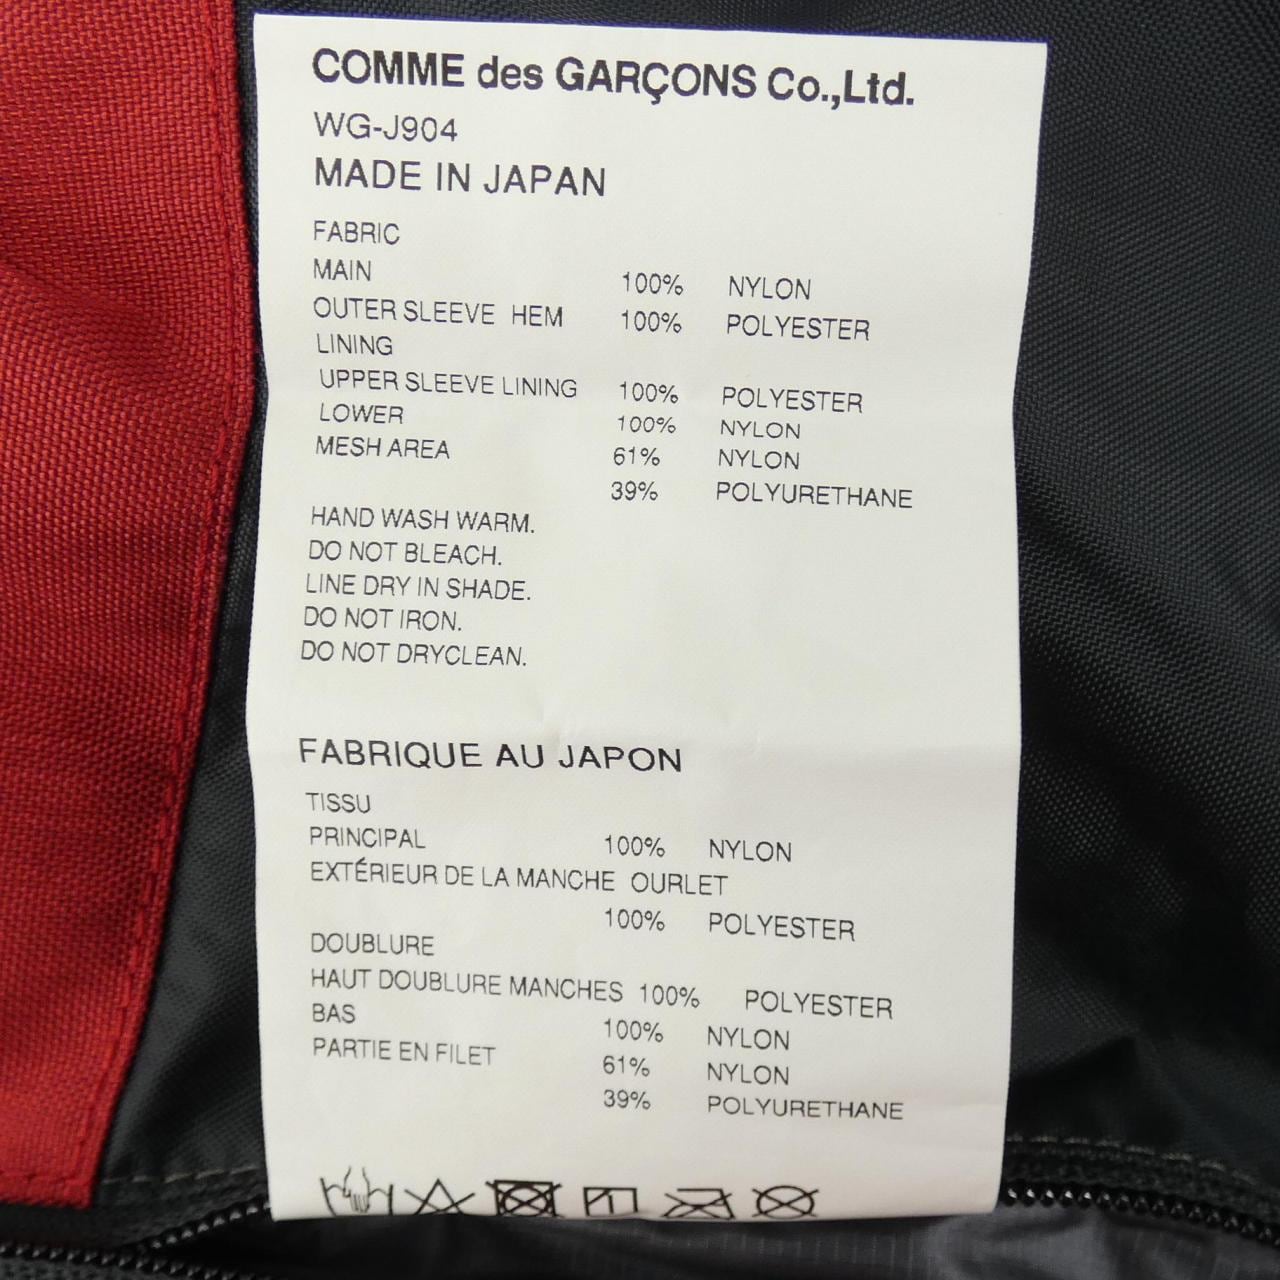 COMME des GARÇONS Co.,Ltd.
WG-J904
MADE IN JAPAN
FABRIC
MAIN 100% NYLON
OUTER SLEEVE HEM 100% POLYESTER
LINING
UPPER SLEEVE LINING 100% POLYESTER
LOWER 100% NYLON
MESH AREA 61% NYLON
39% POLYURETHANE
HAND WASH WARM.
DO NOT BLEACH.
LINE DRY IN SHADE.
DO NOT IRON.
DO NOT DRYCLEAN.
FABRIQUE AU JAPON
TISSU
PRINCIPAL 100% NYLON
EXTÉRIEUR DE LA MANCHE OURLET
100% POLYESTER
DOUBLURE
HAUT DOUBLURE MANCHES 100% POLYESTER
BAS 100% NYLON
PARTIE EN FILET 61% NYLON
39% POLYURETHANE